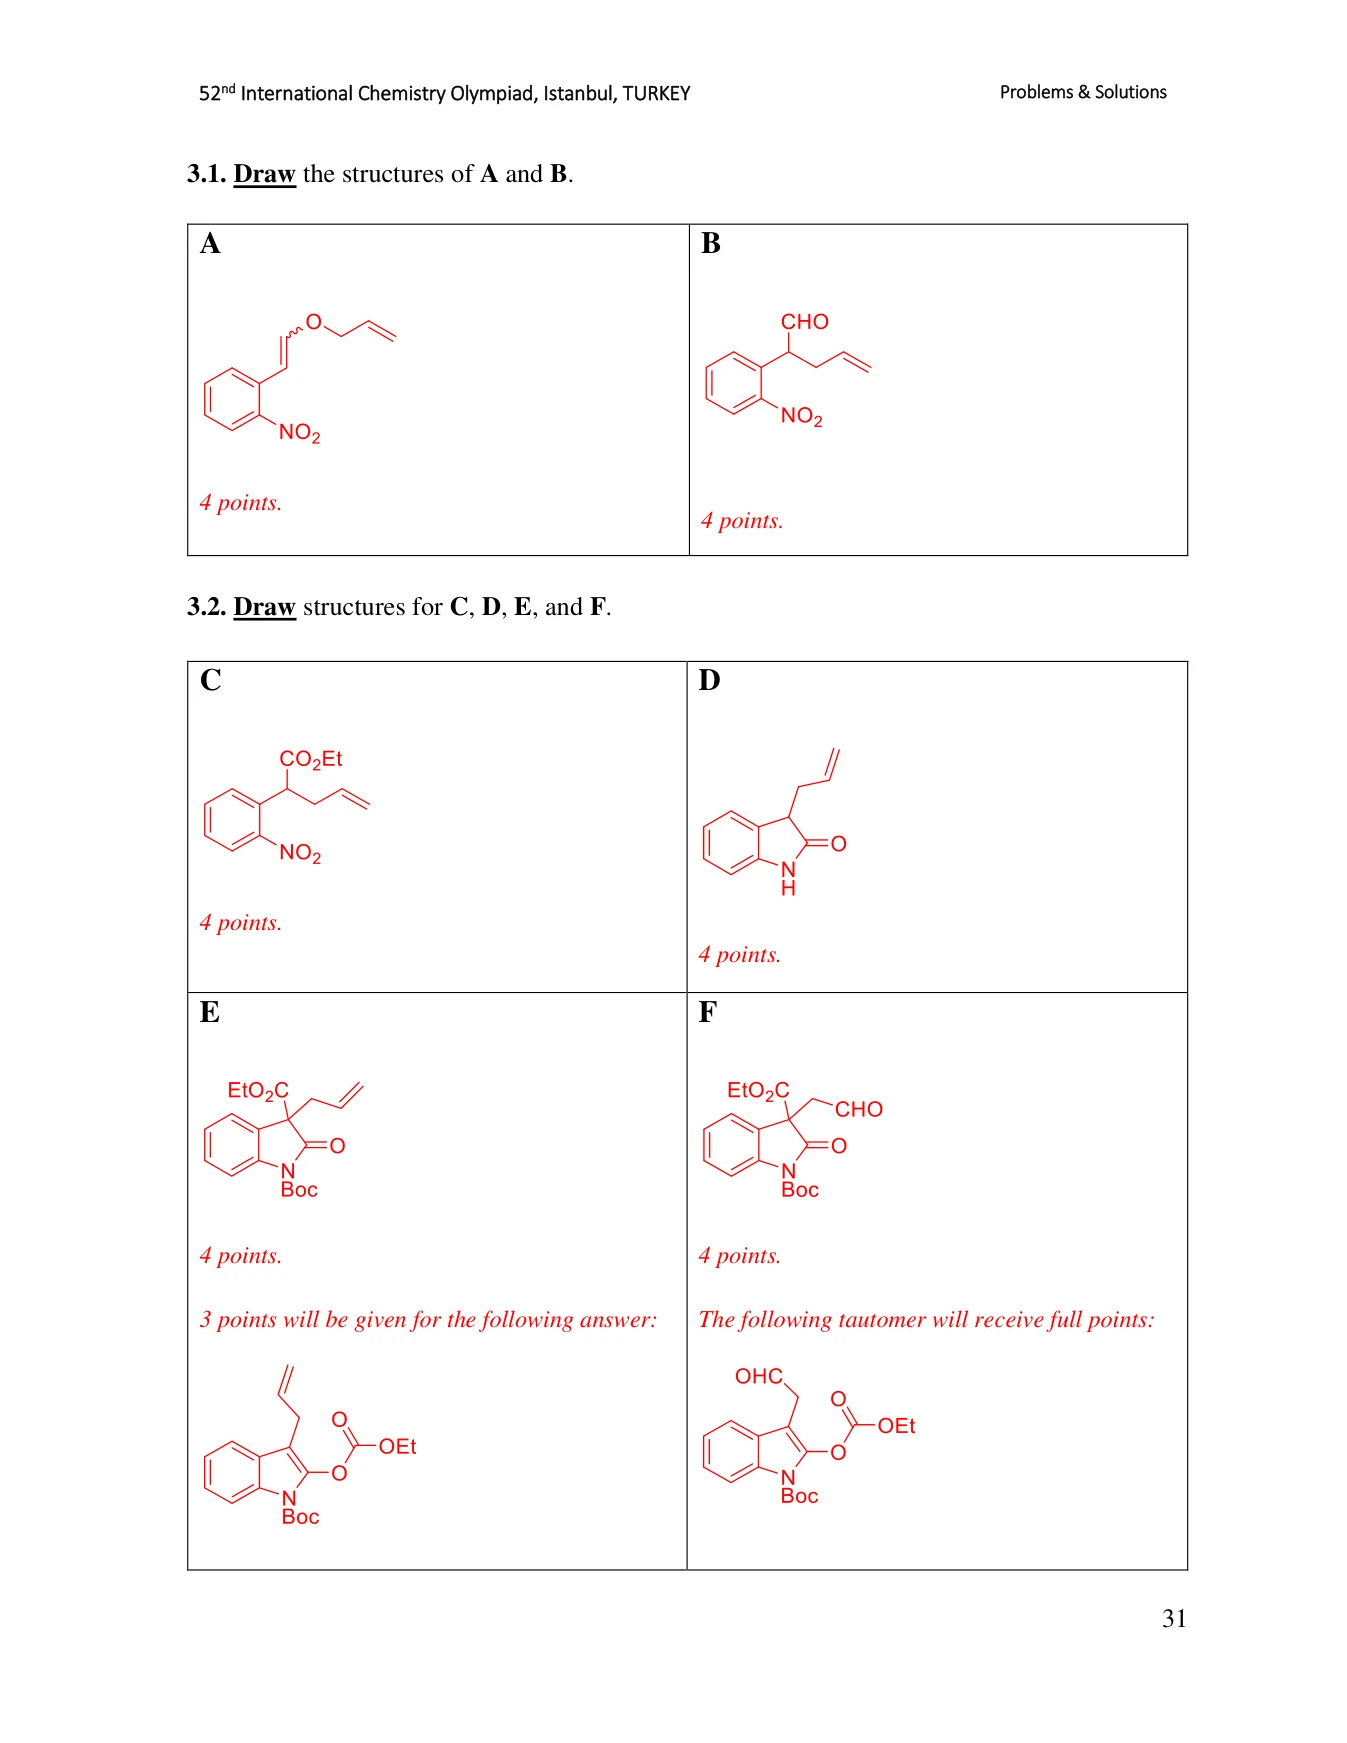 52nd International Chemistry Olympiad, Istanbul, TURKEY Problems & Solutions
3.1. Draw the structures of A and B.
A
O
NO2
4 points.
B
CHO
NO2
4 points.
3.2. Draw structures for C, D, E, and F.
C
CO2Et
NO2
4 points.
D
O
N
H
4 points.
E
EtO2C
O
N
Boc
4 points.
3 points will be given for the following answer:
O
OEt
O
N
Boc
F
EtO2C
CHO
O
N
Boc
4 points.
The following tautomer will receive full points:
OHC
O
OEt
O
N
Boc
31